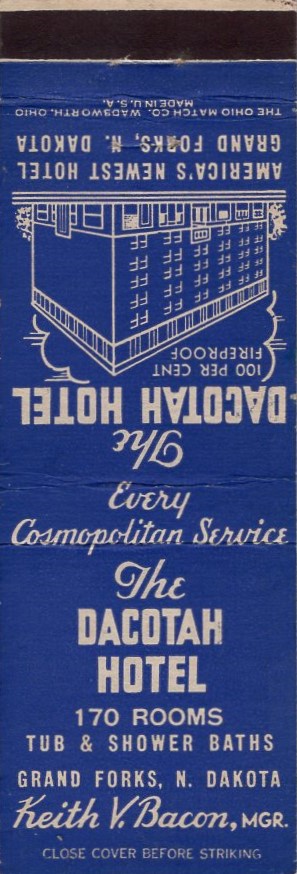 THE OHIO MATCH CO. WADSWORTH, OHIO
MADE IN U.S.A.
GRAND FORKS, N. DAKOTA
AMERICA'S NEWEST HOTEL
100 PER CENT
FIREPROOF
DACOTAH HOTEL
The
Every
Cosmopolitan Service
The
DACOTAH
HOTEL
170 ROOMS
TUB & SHOWER BATHS
GRAND FORKS, N. DAKOTA
Keith V. Bacon, MGR.
CLOSE COVER BEFORE STRIKING